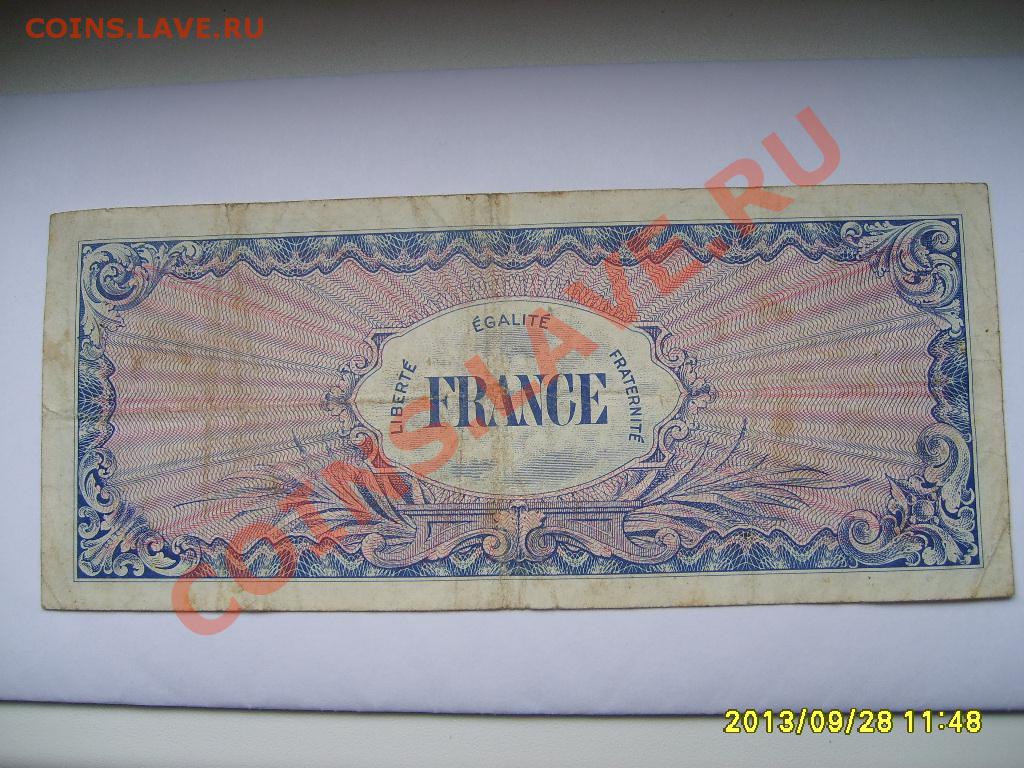 COINS.LAVE.RU
COINS.LAVE.RU
ÉGALITÉ
LIBERTÉ
FRANCE
FRATERNITÉ
2013/09/28 11:48